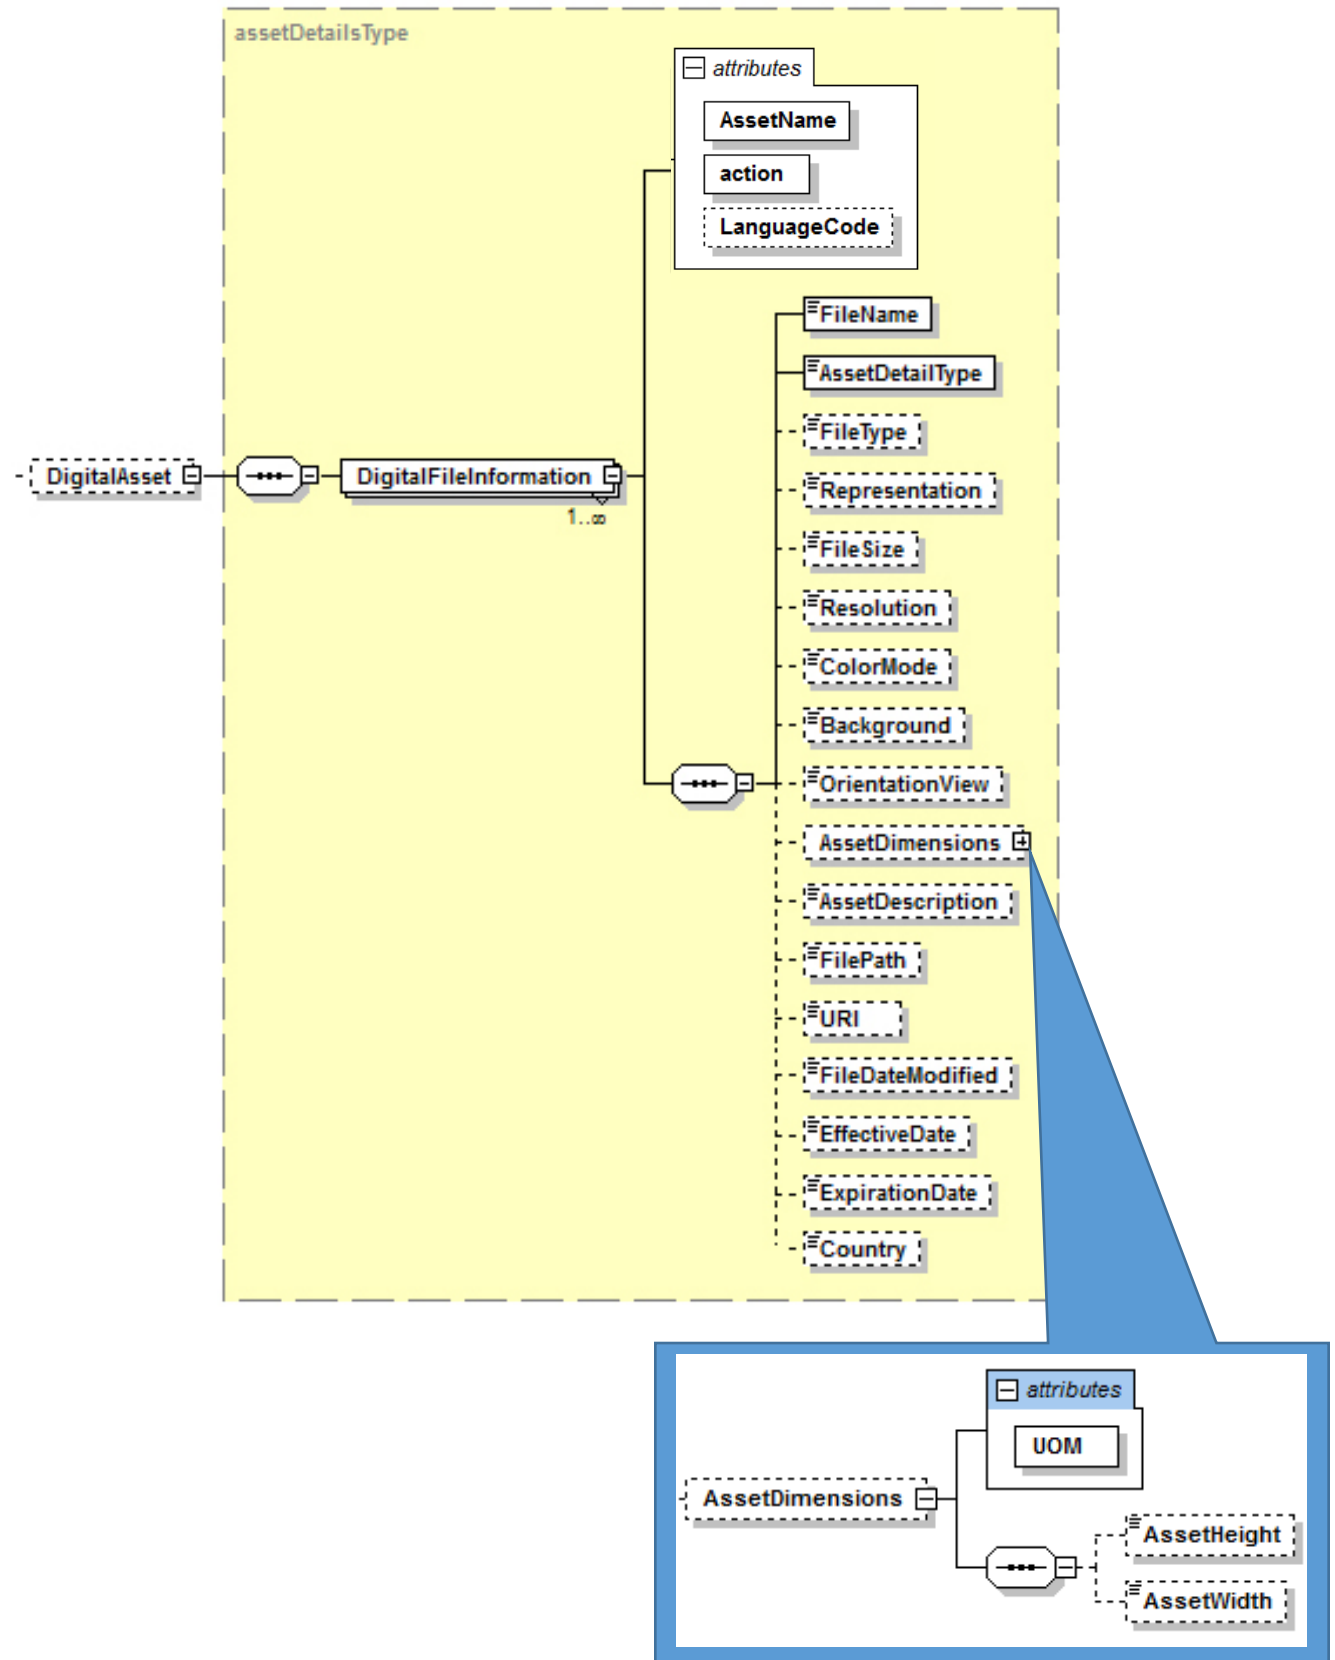 assetDetailsType
attributes
AssetName
action
LanguageCode
FileName
AssetDetailType
FileType
DigitalAsset
DigitalFileInformation
1..∞
Representation
FileSize
Resolution
ColorMode
Background
OrientationView
AssetDimensions
AssetDescription
FilePath
URI
FileDateModified
EffectiveDate
ExpirationDate
Country
attributes
UOM
AssetDimensions
AssetHeight
AssetWidth